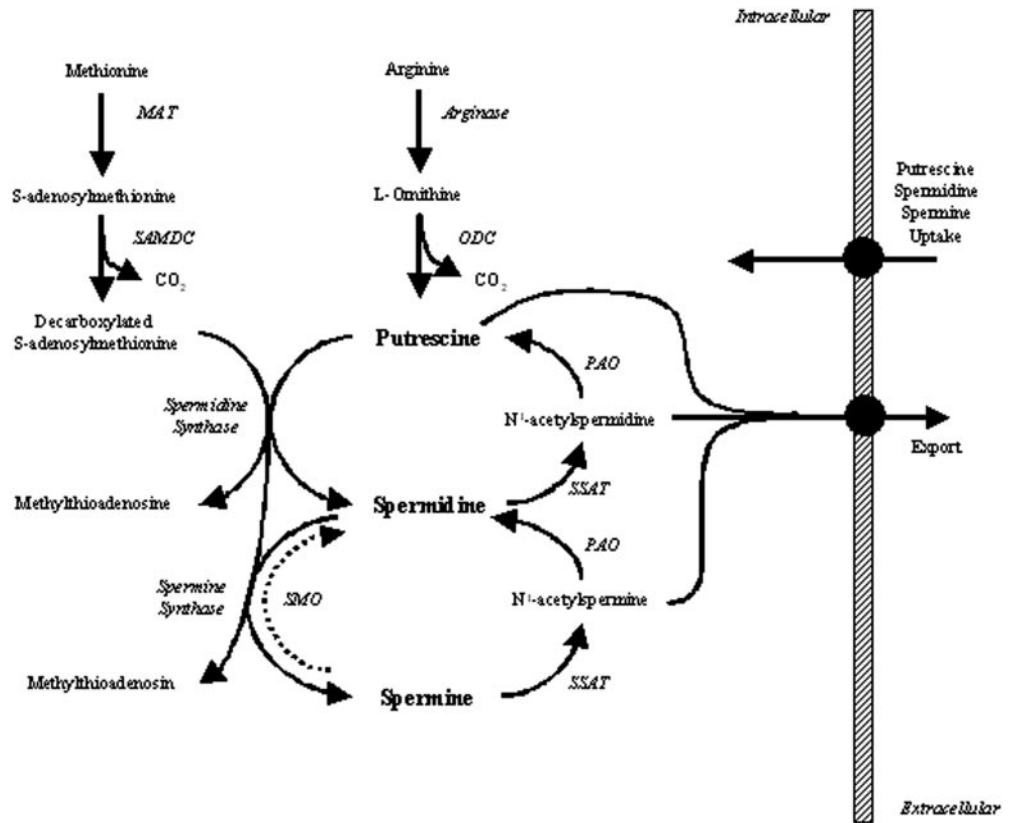 Intracellular
Methionine
Arginine
MAT
Arginase
S-adenosylmethionine
L-Ornithine
Putrescine
Spermidine
Spermine
Uptake
SAMDC
ODC
CO₂
CO₂
Decarboxylated
S-adenosylmethionine
Putrescine
PAO
Spermidine
Synthase
N¹-acetylspermidine
Export
SSAT
Methylthioadenosine
Spermidine
PAO
Spermine
Synthase
SMO
N¹-acetylspermine
Methylthioadenosin
SSAT
Spermine
Extracellular